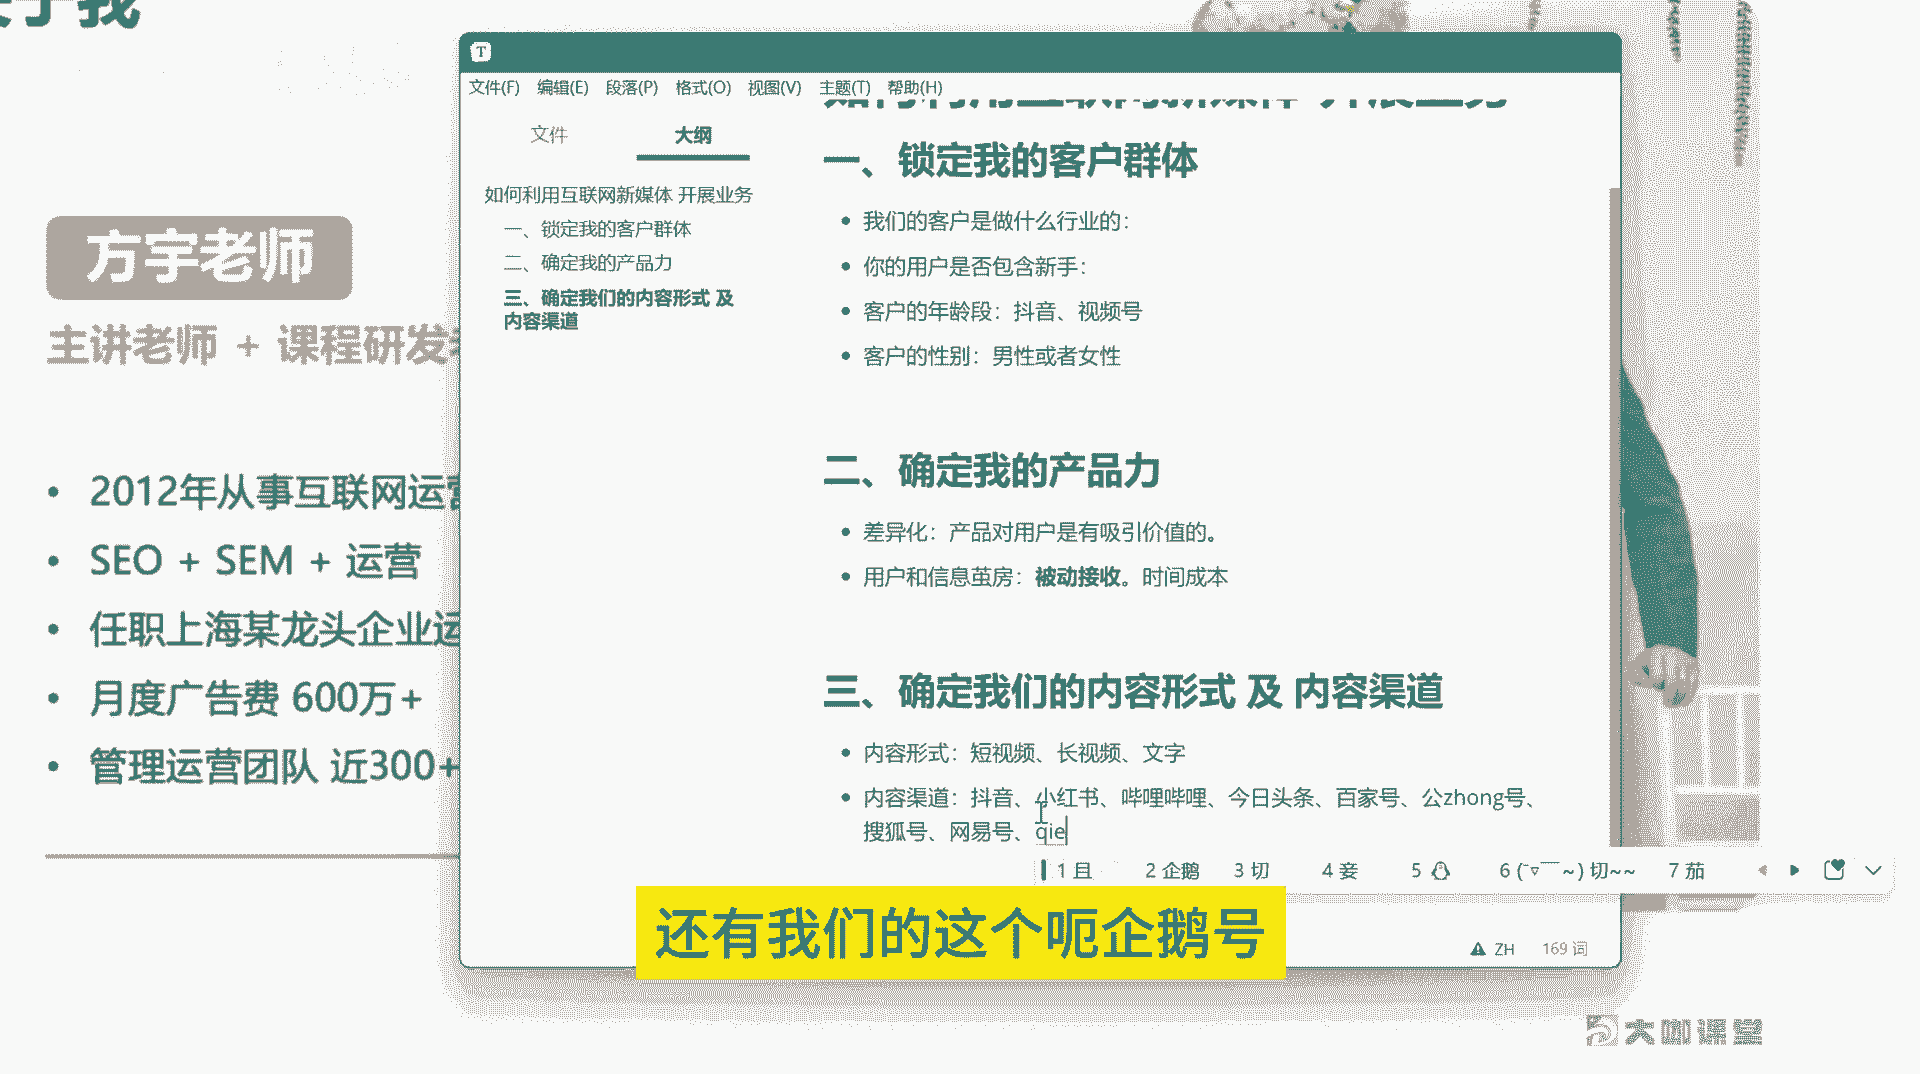 于我
方宇老师
主讲老师 + 课程研发
2012年从事互联网运营
SEO + SEM + 运营
任职上海某龙头企业运
月度广告费 600万+
管理运营团队 近300+
T
文件(F) 编辑(E) 段落(P) 格式(O) 视图(V) 主题(T) 帮助(H)
文件 大纲
如何利用互联网新媒体 开展业务
一、锁定我的客户群体
二、确定我的产品力
三、确定我们的内容形式 及
内容渠道
如何利用互联网新媒体 开展业务
一、锁定我的客户群体
我们的客户是做什么行业的:
你的用户是否包含新手:
客户的年龄段: 抖音、视频号
客户的性别: 男性或者女性
二、确定我的产品力
差异化: 产品对用户是有吸引价值的。
用户和信息茧房: 被动接收。时间成本
三、确定我们的内容形式 及 内容渠道
内容形式: 短视频、长视频、文字
内容渠道: 抖音、小红书、哔哩哔哩、今日头条、百家号、公zhong号、
搜狐号、网易号、qie
1 且 2 企鹅 3 切 4 妾 5 6 (￣▽￣~) 切~~ 7 茄
还有我们的这个呃企鹅号
ZH 169 词
大咖课堂